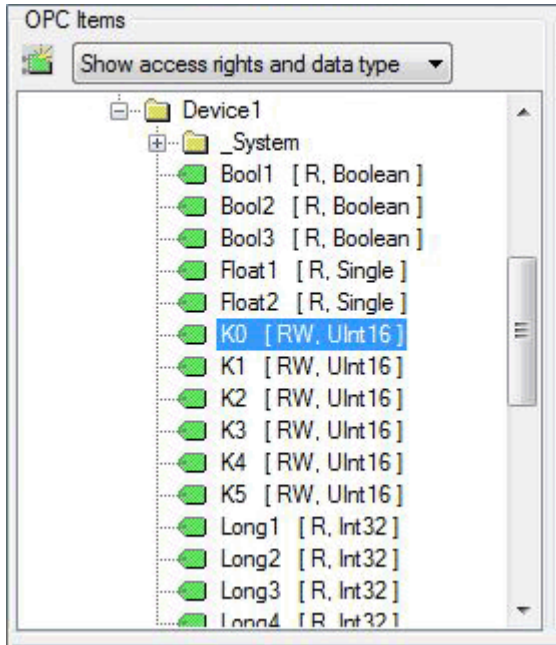 OPC Items
Show access rights and data type
Device1
_System
Bool1 [ R, Boolean ]
Bool2 [ R, Boolean ]
Bool3 [ R, Boolean ]
Float1 [ R, Single ]
Float2 [ R, Single ]
K0 [ RW, UInt16 ]
K1 [ RW, UInt16 ]
K2 [ RW, UInt16 ]
K3 [ RW, UInt16 ]
K4 [ RW, UInt16 ]
K5 [ RW, UInt16 ]
Long1 [ R, Int32 ]
Long2 [ R, Int32 ]
Long3 [ R, Int32 ]
Long4 [ R, Int32 ]